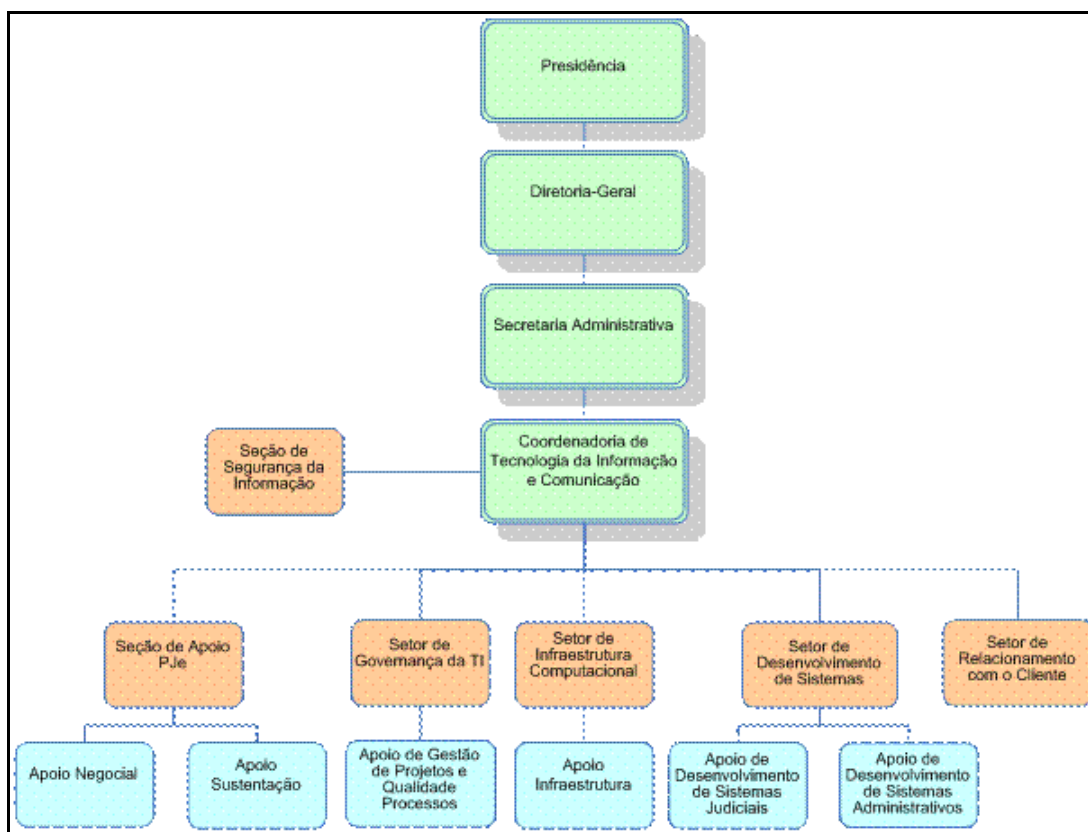 Presidência
Diretoria-Geral
Secretaria Administrativa
Coordenadoria de
Tecnologia da Informação
e Comunicação
Seção de
Segurança da
Informação
Seção de Apoio
PJe
Setor de
Governança da TI
Setor de
Infraestrutura
Computacional
Setor de
Desenvolvimento
de Sistemas
Setor de
Relacionamento
com o Cliente
Apoio Negocial
Apoio
Sustentação
Apoio de Gestão
de Projetos e
Qualidade
Processos
Apoio
Infraestrutura
Apoio de
Desenvolvimento
de Sistemas
Judiciais
Apoio de
Desenvolvimento
de Sistemas
Administrativos